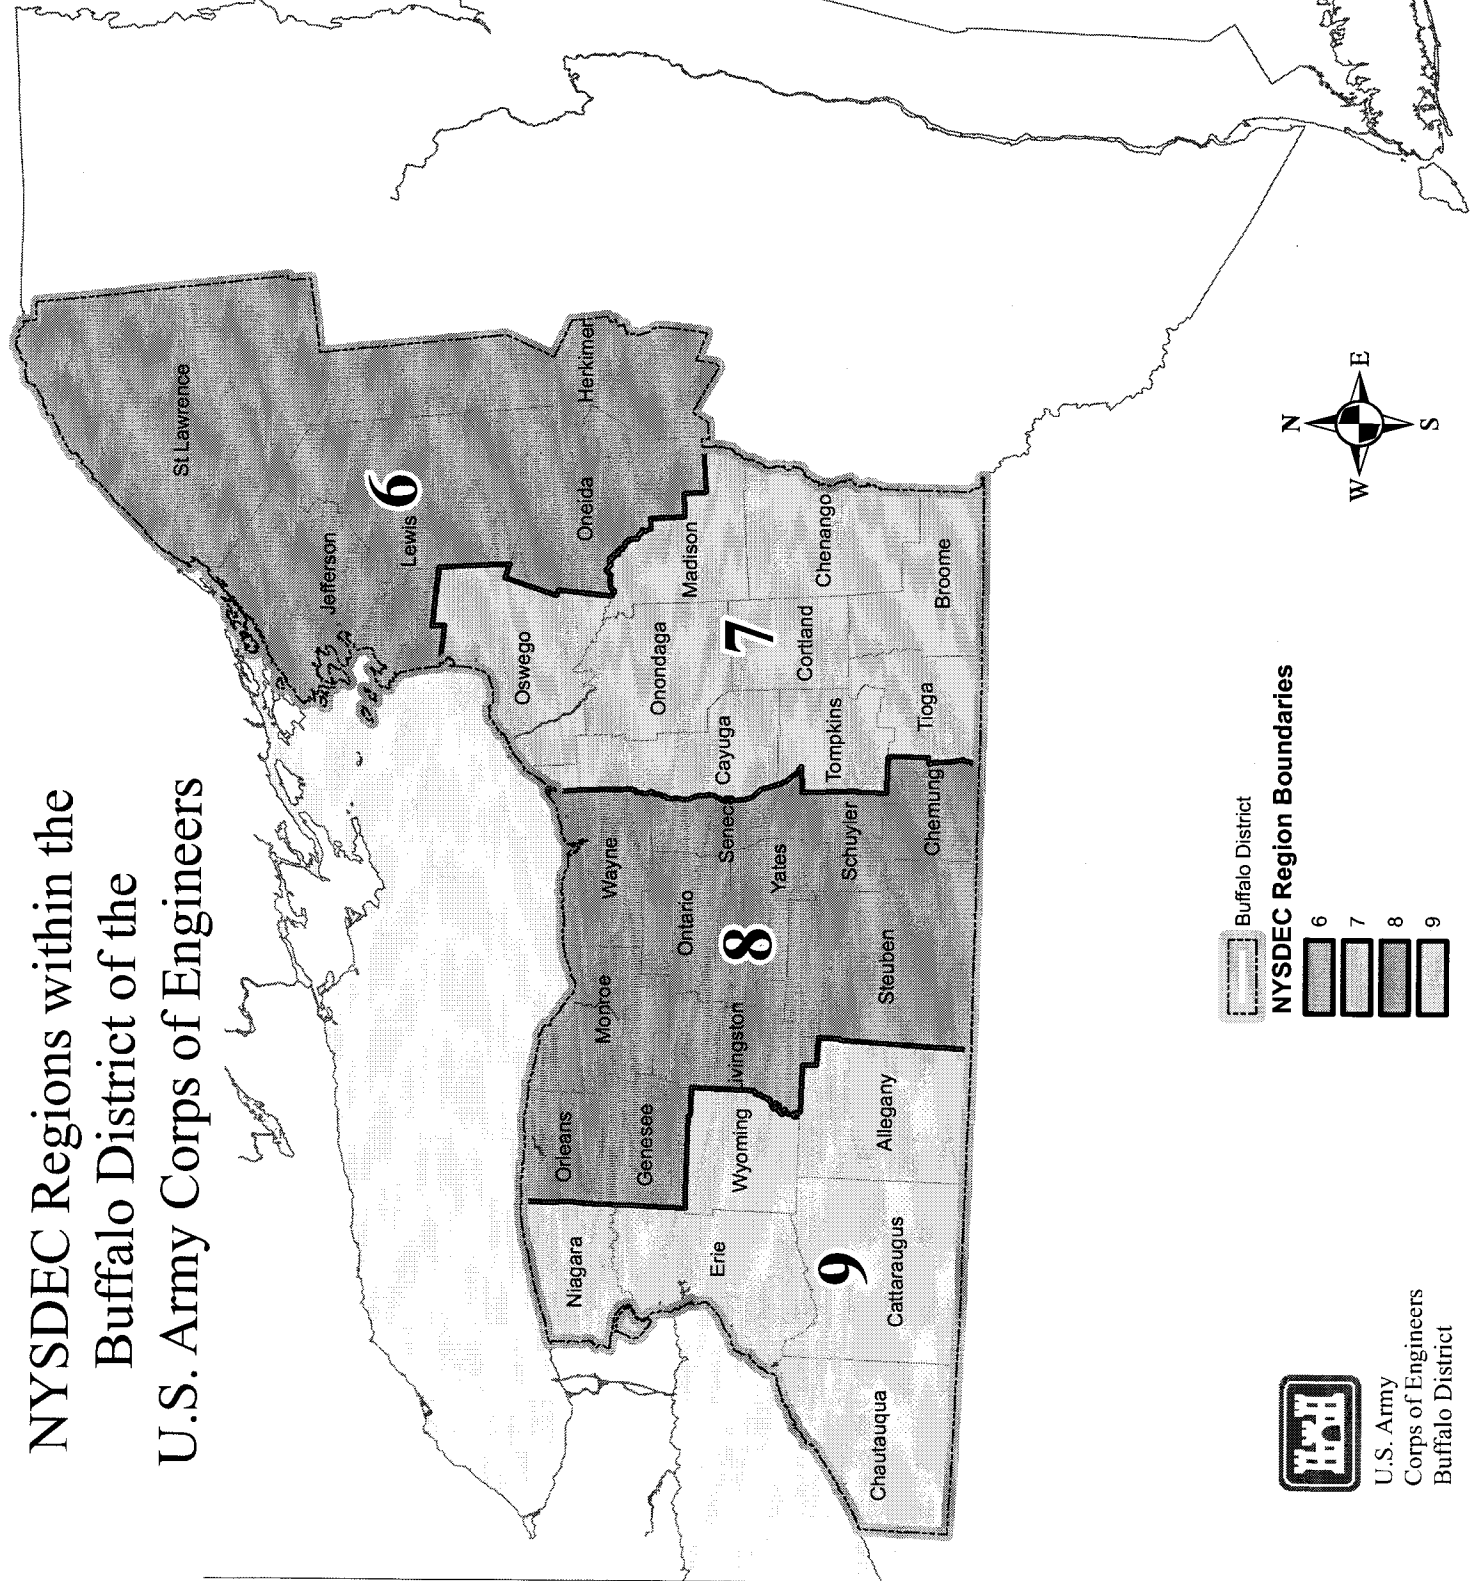 NYSDEC Regions within the
Buffalo District of the
U.S. Army Corps of Engineers
St Lawrence
6
Jefferson
Lewis
Oneida
Herkimer
Oswego
Madison
Onondaga
7
Cayuga
Cortland
Chenango
Tompkins
Tioga
Broome
Wayne
Monroe
Orleans
Genesee
Ontario
Senec
Yates
8
Livingston
Schuyler
Steuben
Chemung
Niagara
Erie
Wyoming
9
Allegany
Cattaraugus
Chautauqua
Buffalo District
NYSDEC Region Boundaries
6
7
8
9
N
W
E
S
U.S. Army
Corps of Engineers
Buffalo District